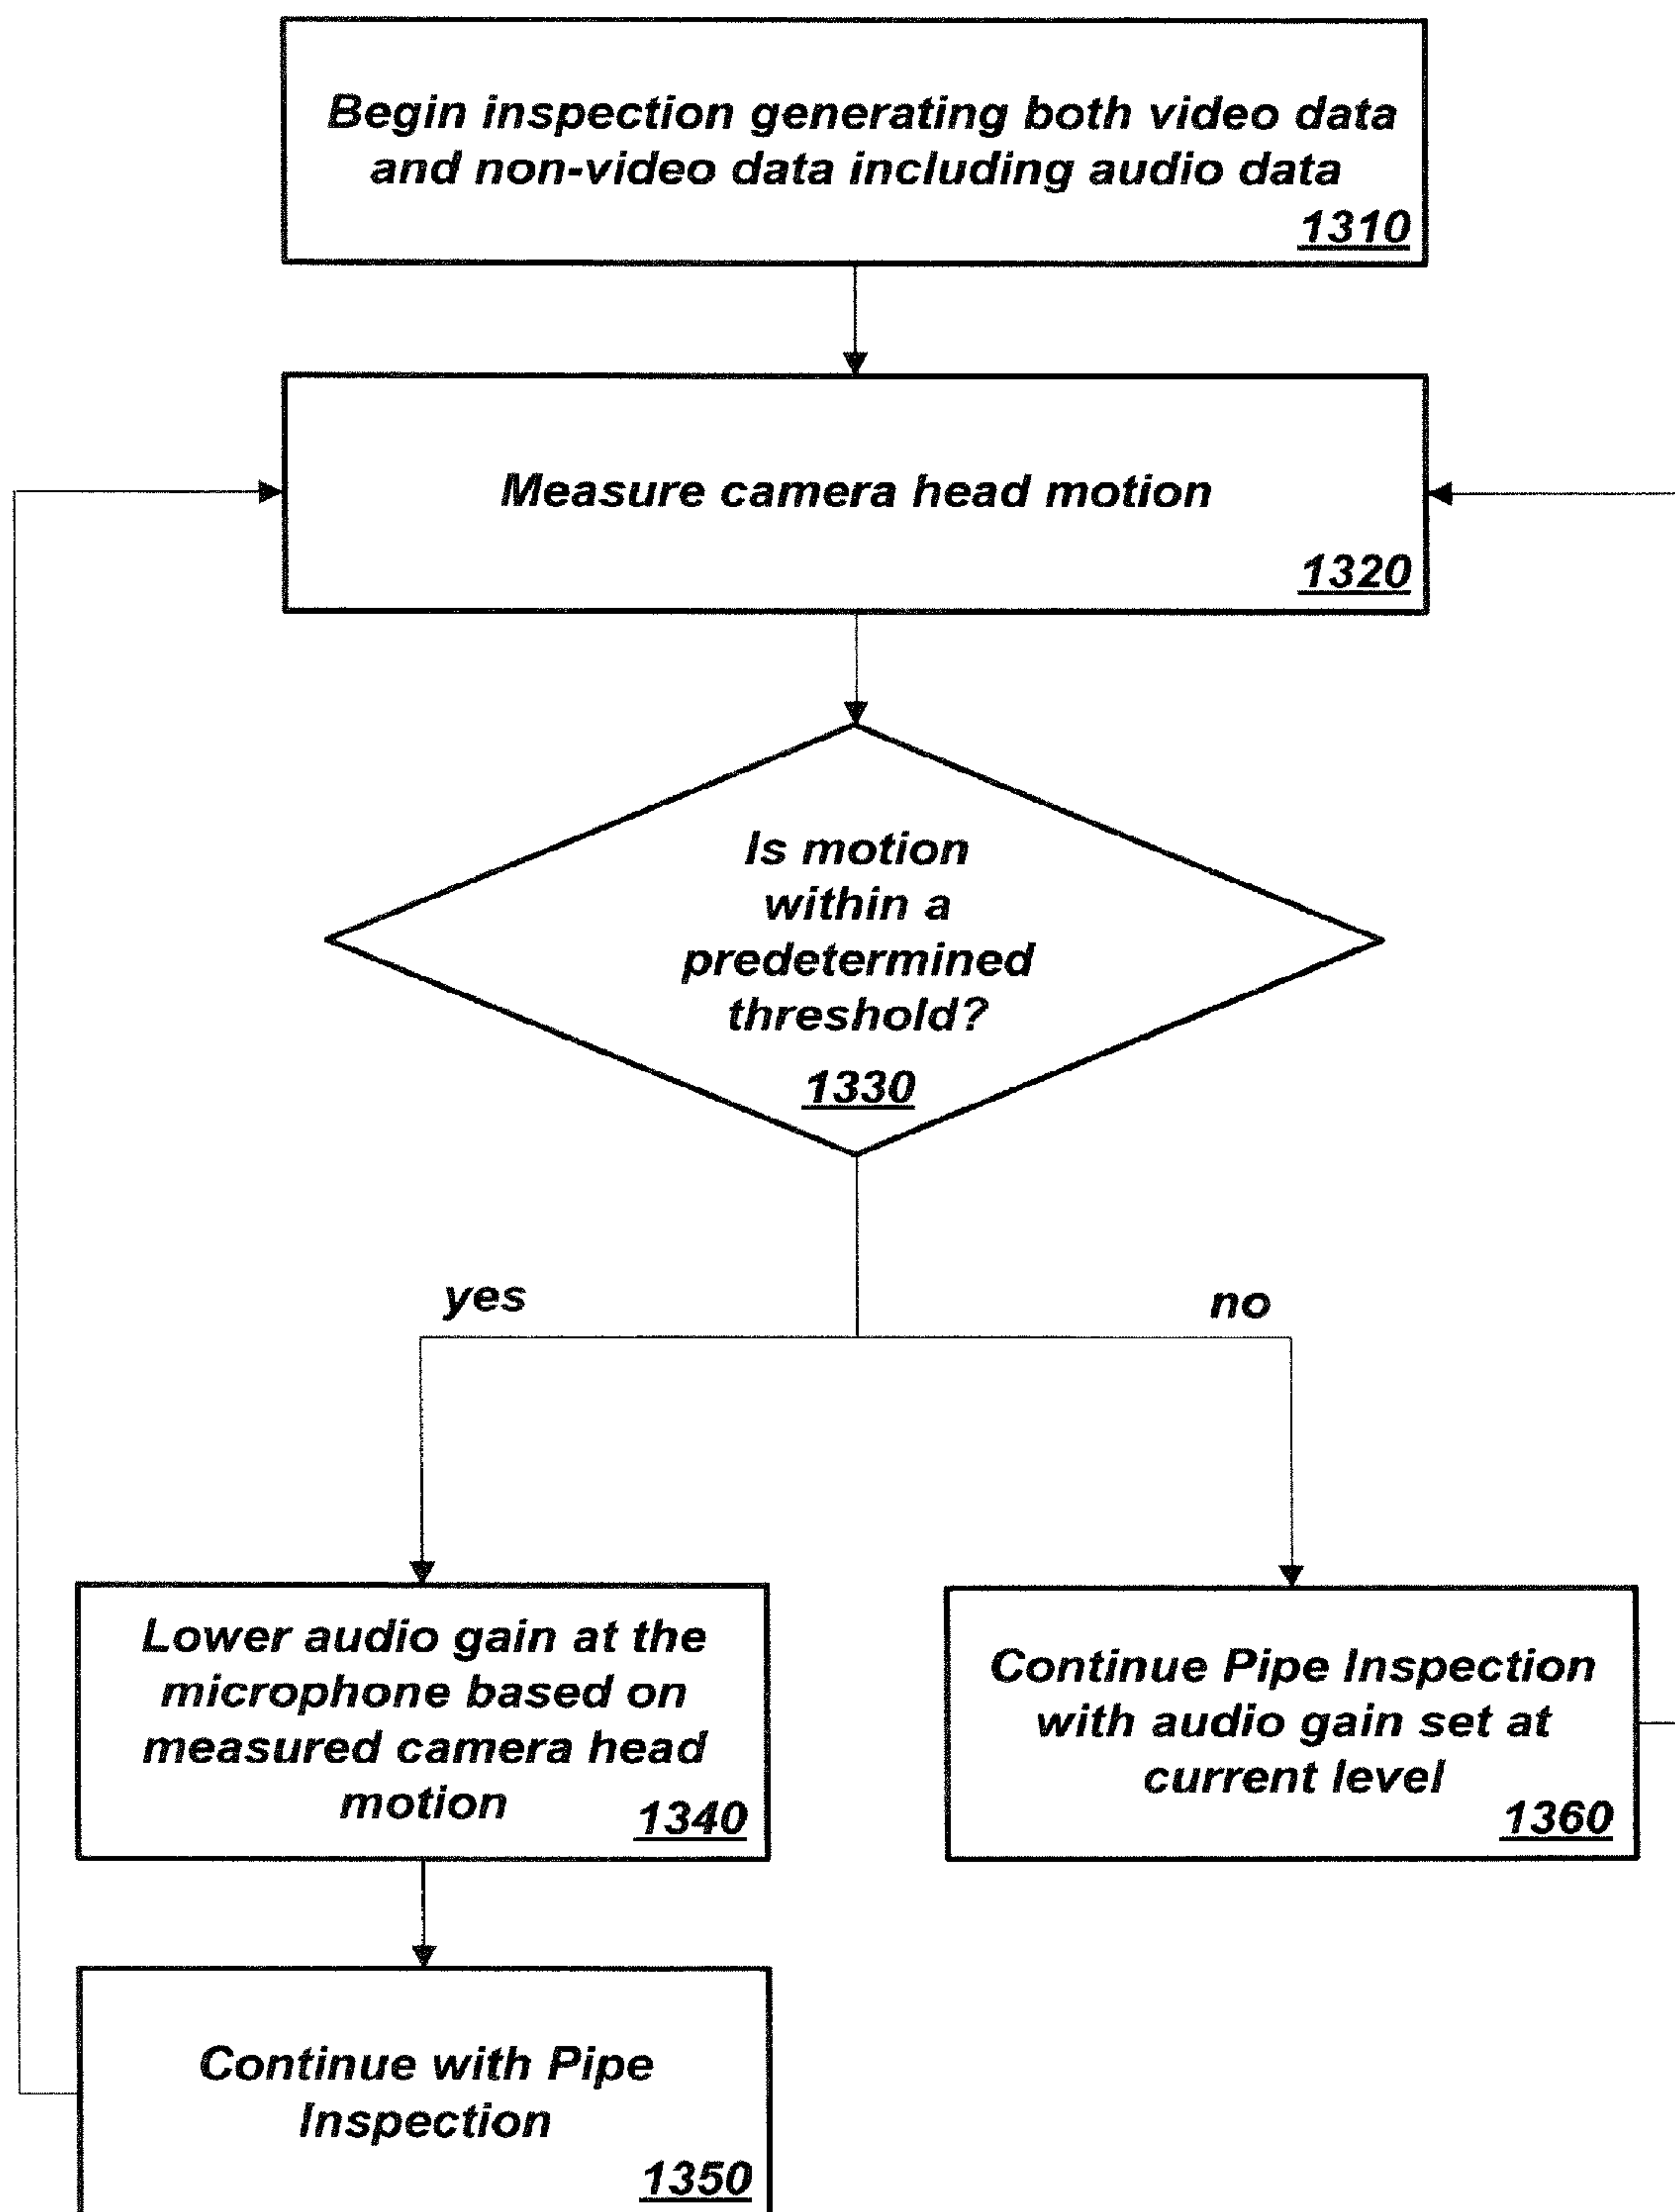 Begin inspection generating both video data
and non-video data including audio data
1310
Measure camera head motion
1320
Is motion
within a
predetermined
threshold?
1330
yes
no
Lower audio gain at the
microphone based on
measured camera head
motion
1340
Continue Pipe Inspection
with audio gain set at
current level
1360
Continue with Pipe
Inspection
1350